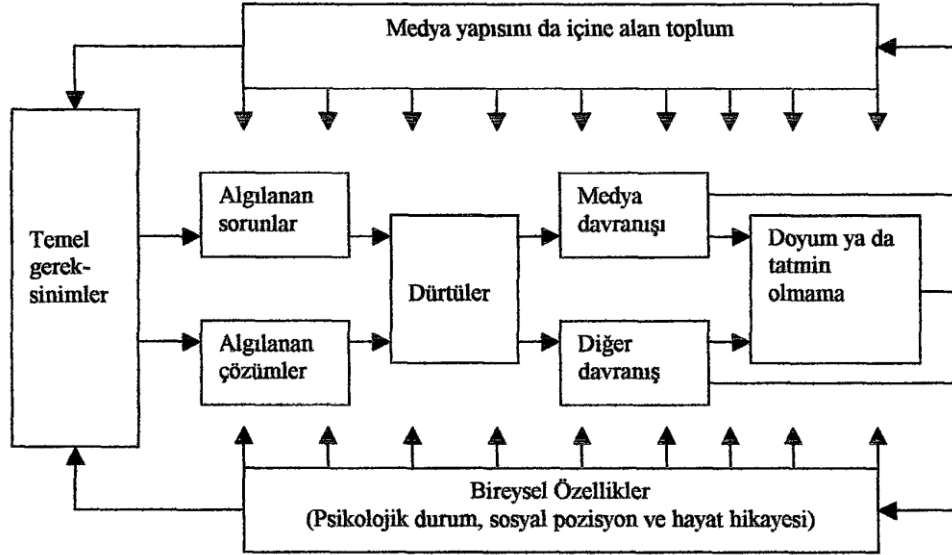 Medya yapısını da içine alan toplum
Temel
gerek-
sinimler
Algılanan
sorunlar
Algılanan
çözümler
Dürtüler
Medya
davranışı
Diğer
davranış
Doyum ya da
tatmin
olmama
Bireysel Özellikler
(Psikolojik durum, sosyal pozisyon ve hayat hikayesi)